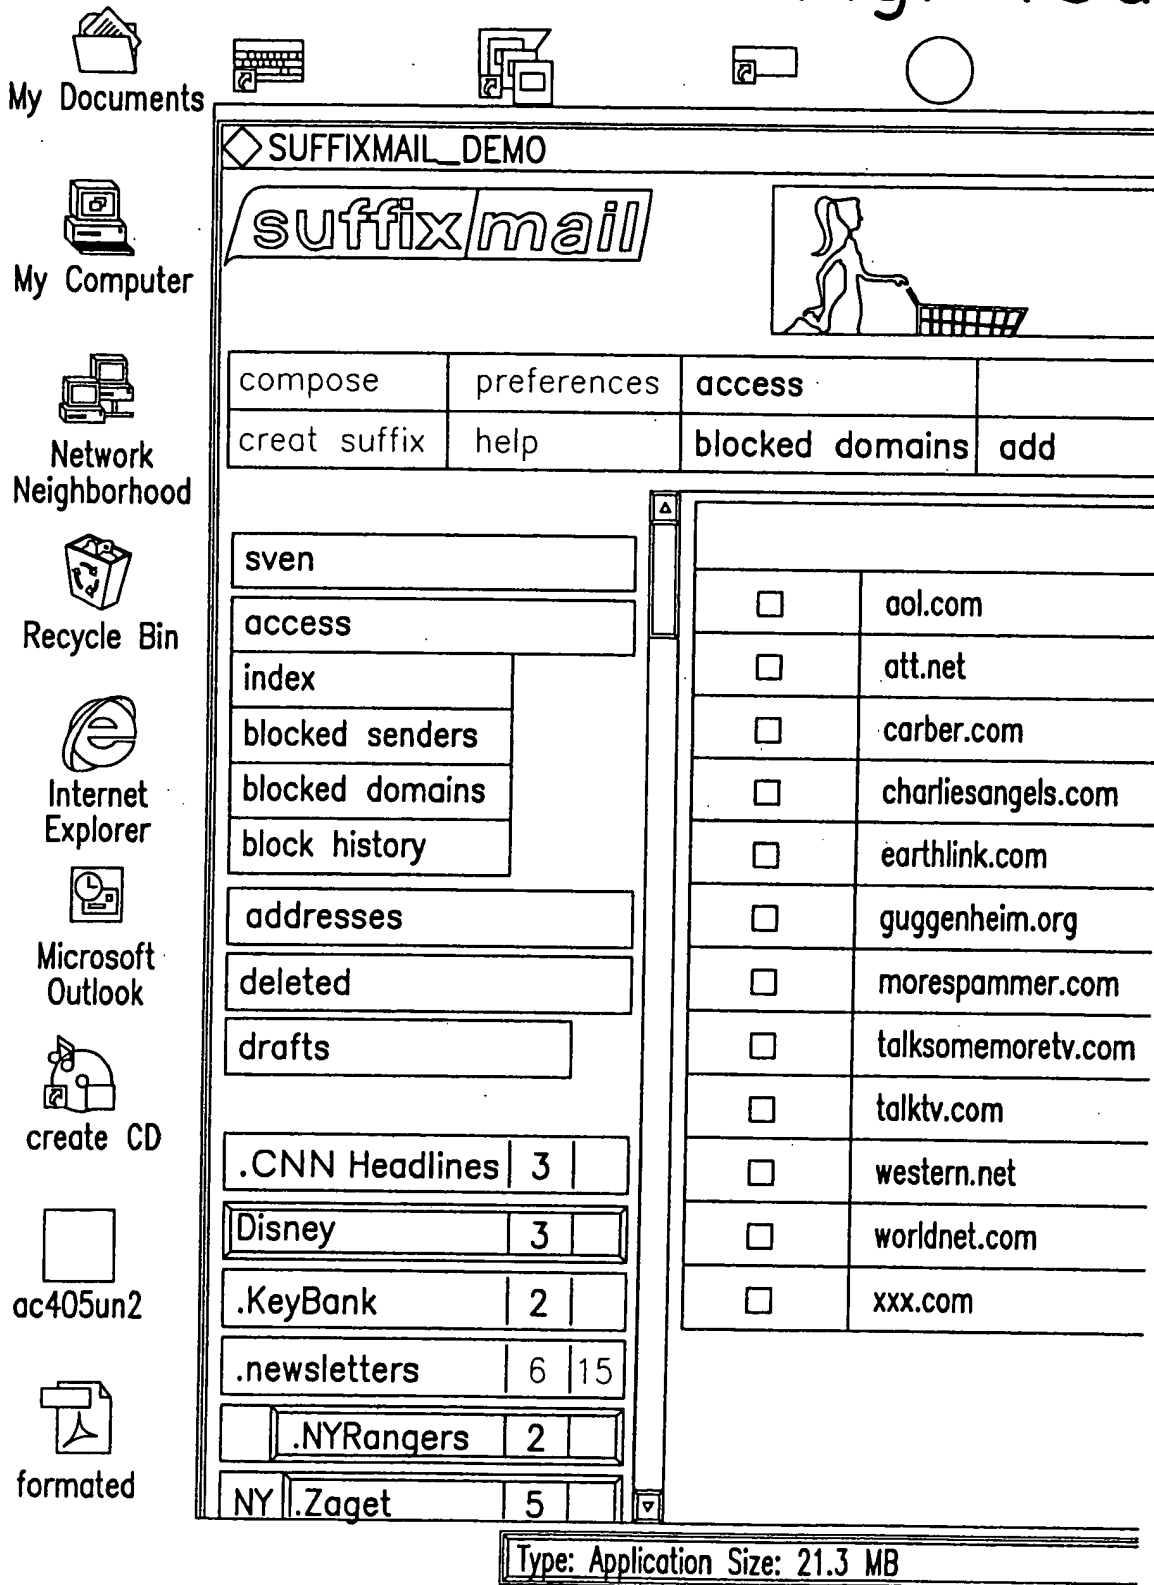 My Documents
My Computer
Network
Neighborhood
Recycle Bin
Internet
Explorer
Microsoft
Outlook
create CD
ac405un2
formated
SUFFIXMAIL_DEMO
suffix mail
compose preferences access
creat suffix help blocked domains add
sven
access
index
blocked senders
blocked domains
block history
addresses
deleted
drafts
.CNN Headlines 3
Disney 3
.KeyBank 2
.newsletters 6 15
.NYRangers 2
NY .Zaget 5
aol.com
att.net
carber.com
charliesangels.com
earthlink.com
guggenheim.org
morespammer.com
talksomemoretv.com
talktv.com
western.net
worldnet.com
xxx.com
Type: Application Size: 21.3 MB